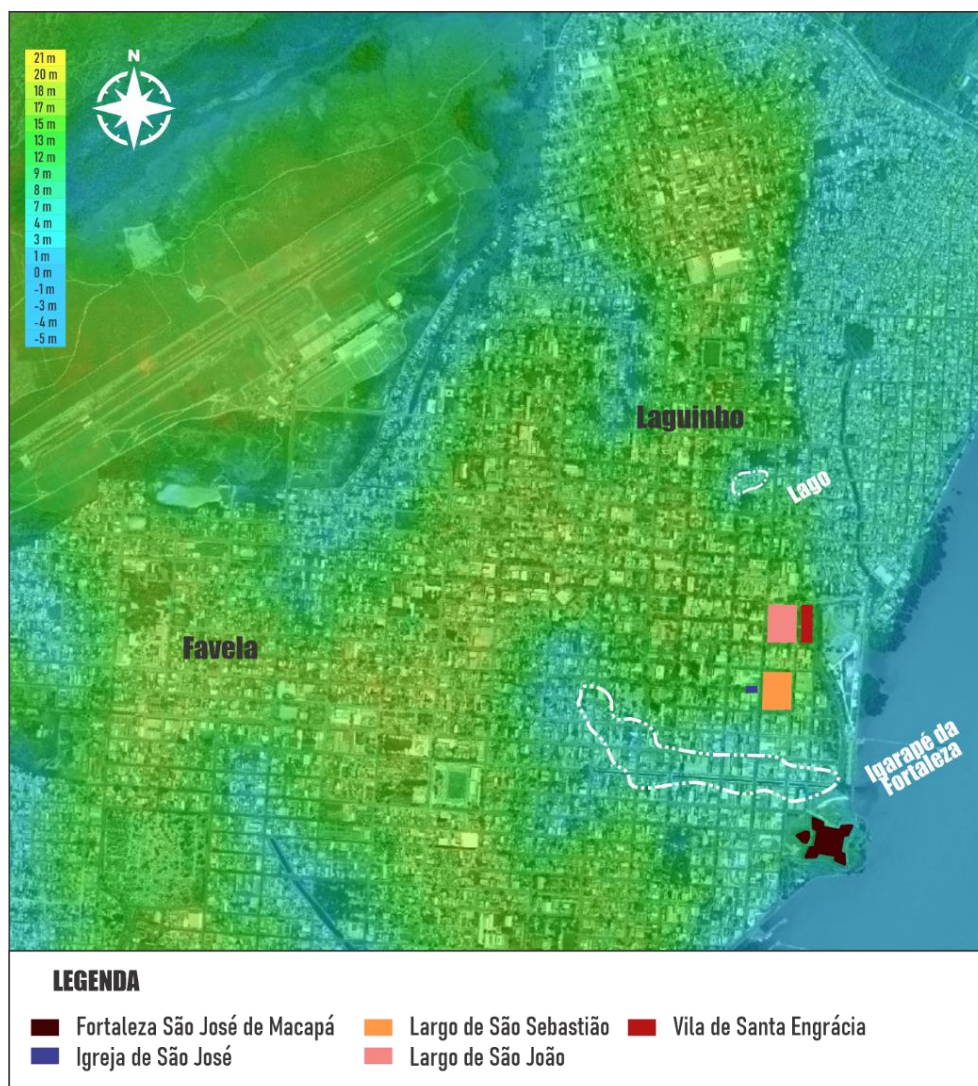 N
21 m
20 m
18 m
17 m
15 m
13 m
12 m
9 m
8 m
7 m
4 m
3 m
1 m
0 m
-1 m
-3 m
-4 m
-5 m
Laguinho
Lago
Favela
Igarapé da
Fortaleza
LEGENDA
Fortaleza São José de Macapá
Largo de São Sebastião
Vila de Santa Engrácia
Igreja de São José
Largo de São João